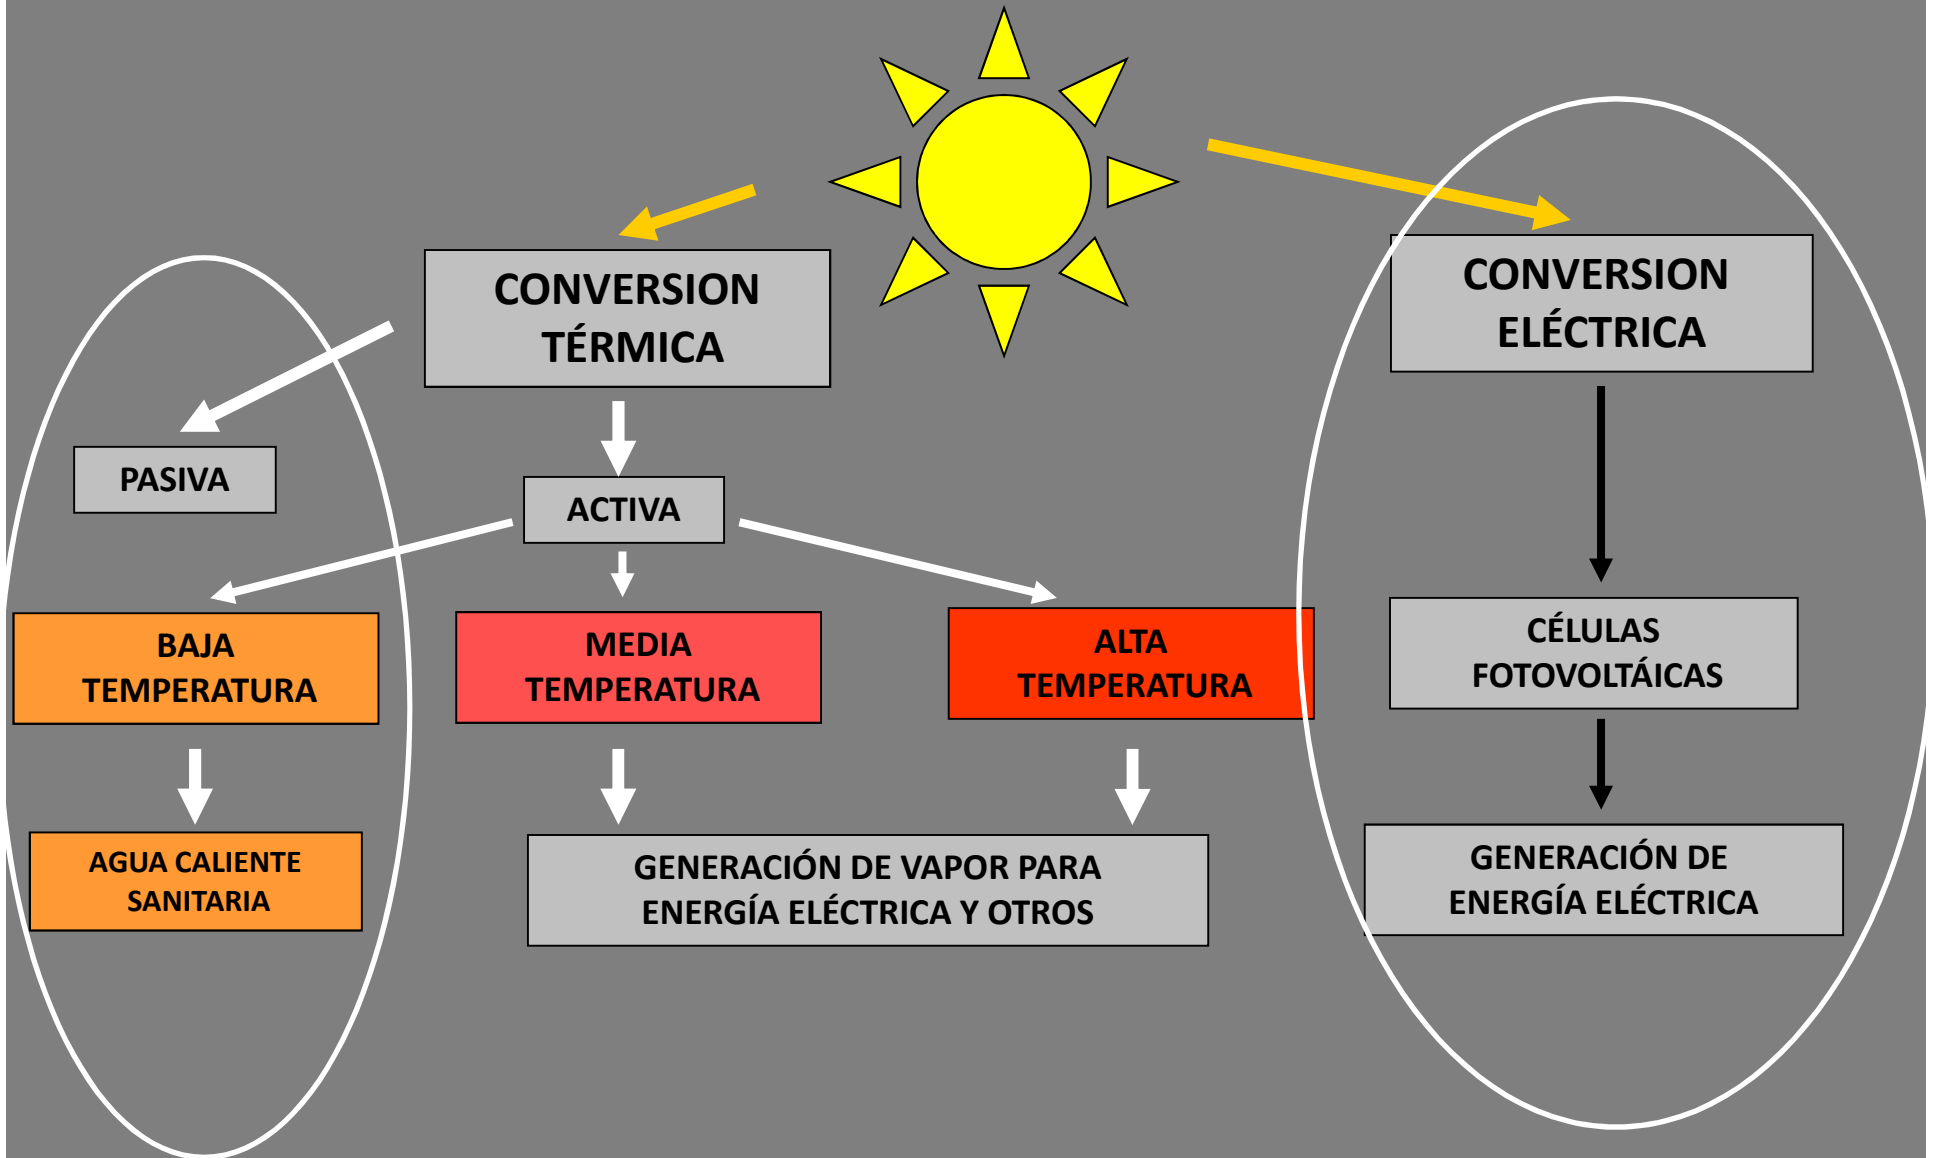 CONVERSION
TÉRMICA
CONVERSION
ELÉCTRICA
PASIVA
ACTIVA
BAJA
TEMPERATURA
MEDIA
TEMPERATURA
ALTA
TEMPERATURA
CÉLULAS
FOTOVOLTÁICAS
AGUA CALIENTE
SANITARIA
GENERACIÓN DE VAPOR PARA
ENERGÍA ELÉCTRICA Y OTROS
GENERACIÓN DE
ENERGÍA ELÉCTRICA